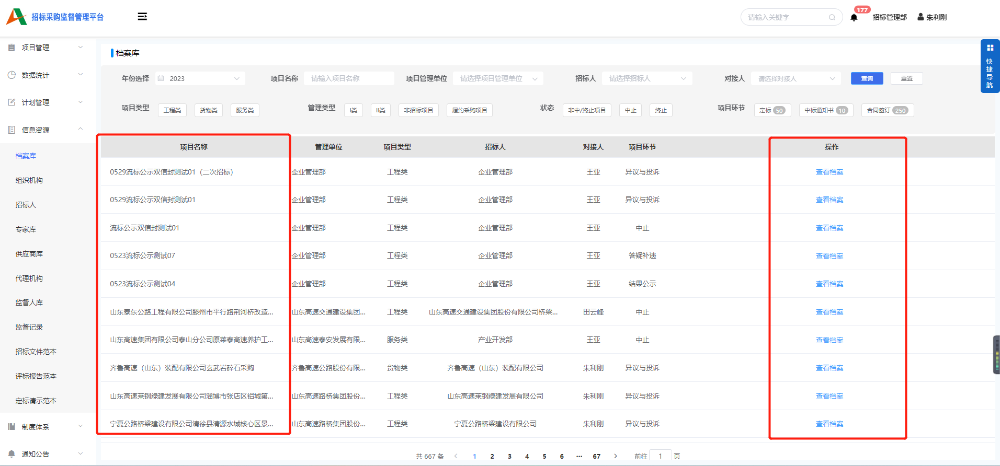 招标采购监督管理平台
请输入关键字
177
招标管理部
朱利刚
项目管理
数据统计
计划管理
信息资源
档案库
组织机构
招标人
专家库
供应商库
代理机构
监督人库
监督记录
招标文件范本
评标报告范本
定标请示范本
制度体系
通知公告
快捷导航
档案库
年份选择 2023 项目名称 请输入项目名称 项目管理单位 请选择项目管理单位 招标人 请选择招标人 对接人 请选择对接人 查询 重置
项目类型 工程类 货物类 服务类 管理类型 I类 II类 非招标项目 履约采购项目 状态 非中/终止项目 中止 终止 项目环节 定标 50 中标通知书 10 合同签订 250
项目名称 管理单位 项目类型 招标人 对接人 项目环节 操作
0529流标公示双信封测试01（二次招标） 企业管理部 工程类 企业管理部 王亚 异议与投诉 查看档案
0529流标公示双信封测试01 企业管理部 工程类 企业管理部 王亚 异议与投诉 查看档案
流标公示双信封测试01 企业管理部 工程类 企业管理部 王亚 中止 查看档案
0523流标公示测试07 企业管理部 工程类 企业管理部 王亚 答疑补遗 查看档案
0523流标公示测试04 企业管理部 工程类 企业管理部 王亚 结果公示 查看档案
山东泰东公路工程有限公司滕州市平行路荆河桥改造... 山东高速交通建设集团... 工程类 山东高速交通建设集团股份有限公司桥梁... 田云峰 中止 查看档案
山东高速集团有限公司泰山分公司原莱泰高速养护工... 山东高速泰安发展有限... 服务类 产业开发部 王亚 中止 查看档案
齐鲁高速（山东）装配有限公司玄武岩碎石采购 齐鲁高速公路股份有限... 货物类 齐鲁高速（山东）装配有限公司 朱利刚 异议与投诉 查看档案
山东高速莱钢绿建发展有限公司淄博市张店区铝城第... 山东高速路桥集团股份... 工程类 山东高速莱钢绿建发展有限公司 朱利刚 异议与投诉 查看档案
宁夏公路桥梁建设有限公司清徐县清源水城核心区景... 山东高速路桥集团股份... 工程类 宁夏公路桥梁建设有限公司 朱利刚 异议与投诉 查看档案
共 667 条 1 2 3 4 5 6 ... 67 前往 1 页